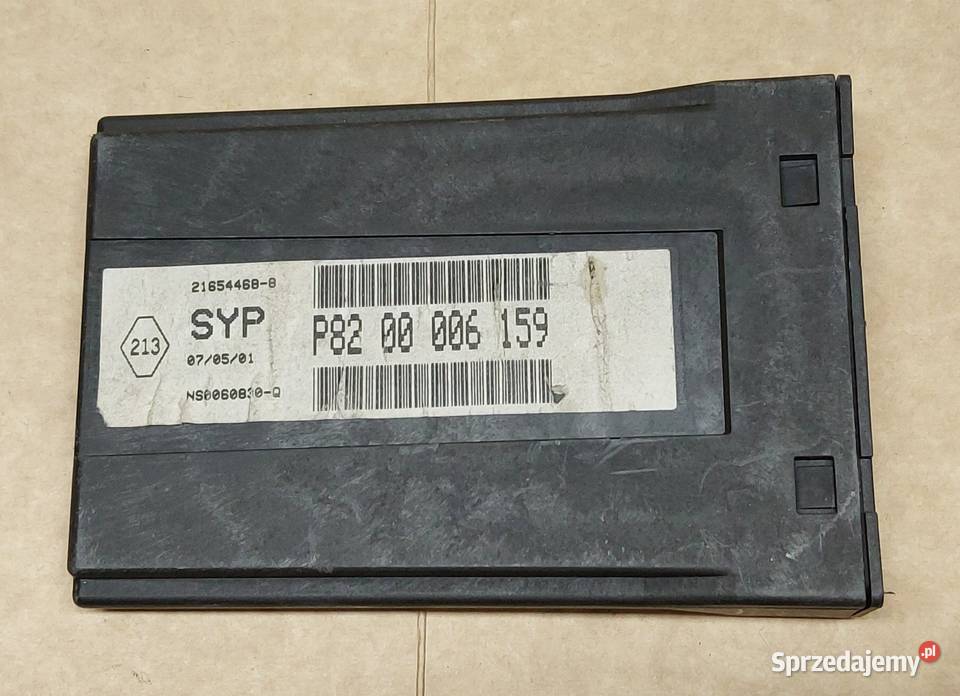 21654468-8
SYP
213
07/05/01
NS0060830-Q
P82 00 006 159
Sprzedajemy.pl